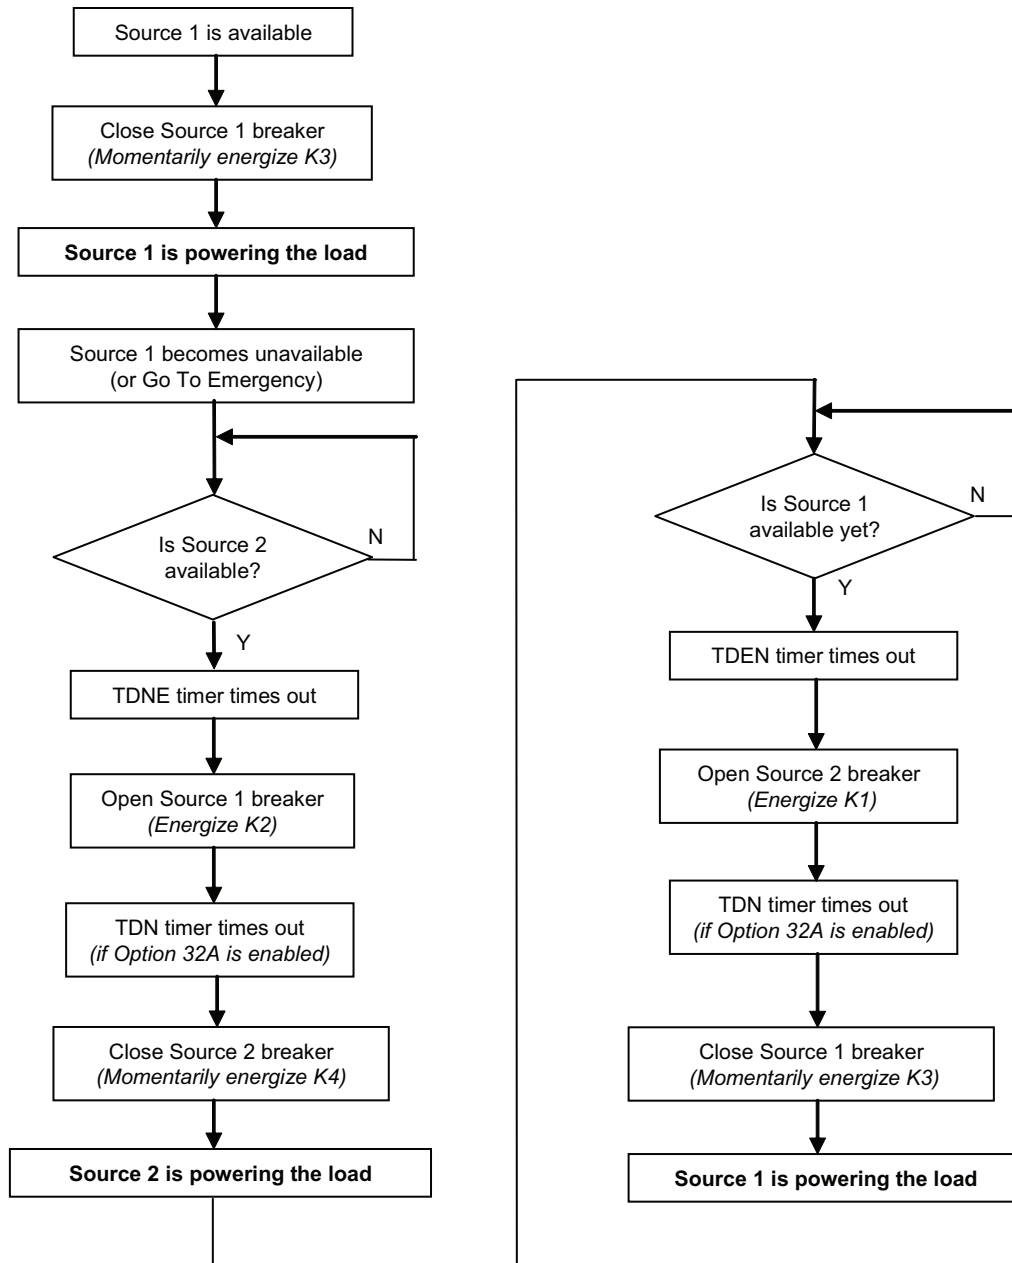 Source 1 is available
Close Source 1 breaker
(Momentarily energize K3)
Source 1 is powering the load
Source 1 becomes unavailable
(or Go To Emergency)
Is Source 2
available?
N
Y
TDNE timer times out
Open Source 1 breaker
(Energize K2)
TDN timer times out
(if Option 32A is enabled)
Close Source 2 breaker
(Momentarily energize K4)
Source 2 is powering the load
Is Source 1
available yet?
N
Y
TDEN timer times out
Open Source 2 breaker
(Energize K1)
TDN timer times out
(if Option 32A is enabled)
Close Source 1 breaker
(Momentarily energize K3)
Source 1 is powering the load